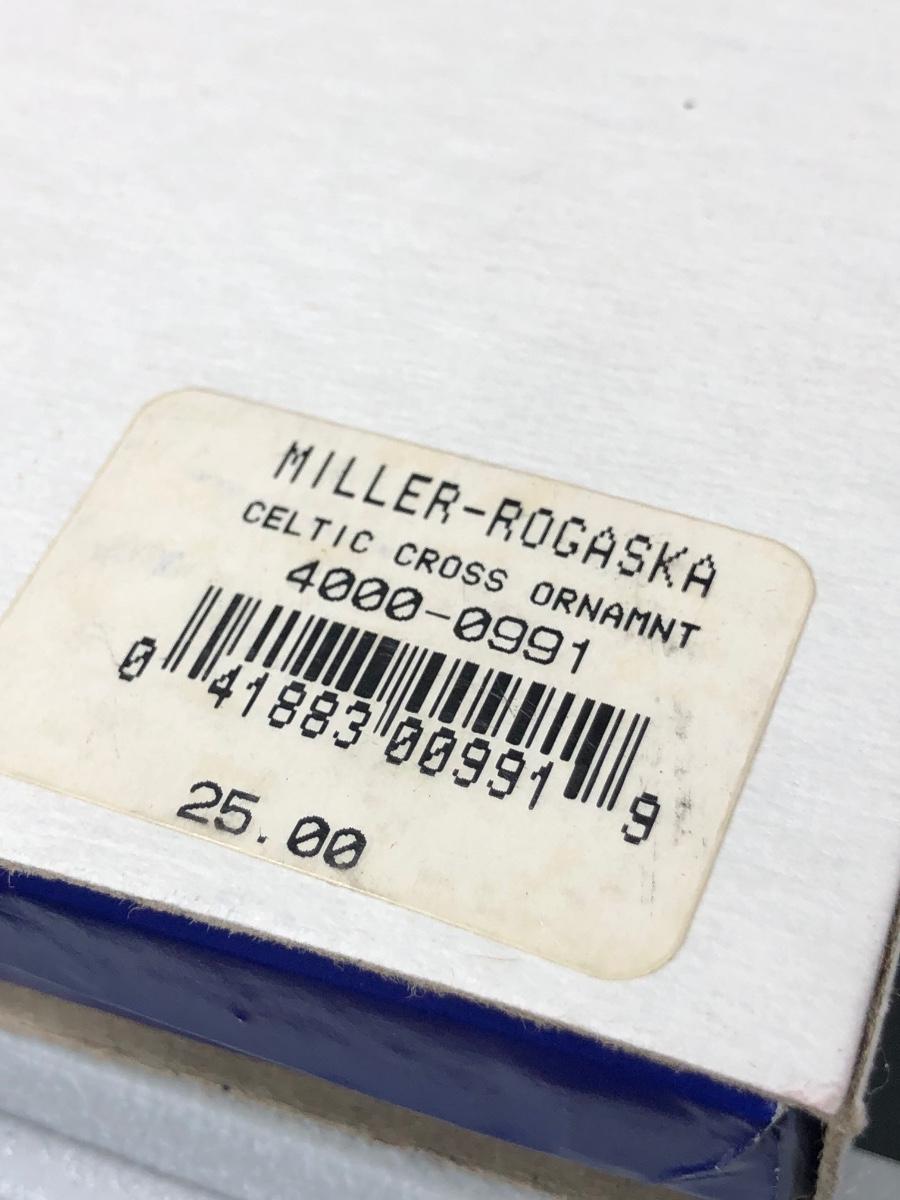 MILLER-ROGASKA
CELTIC CROSS ORNAMNT
4000-0991
0 41883 00991 9
25.00